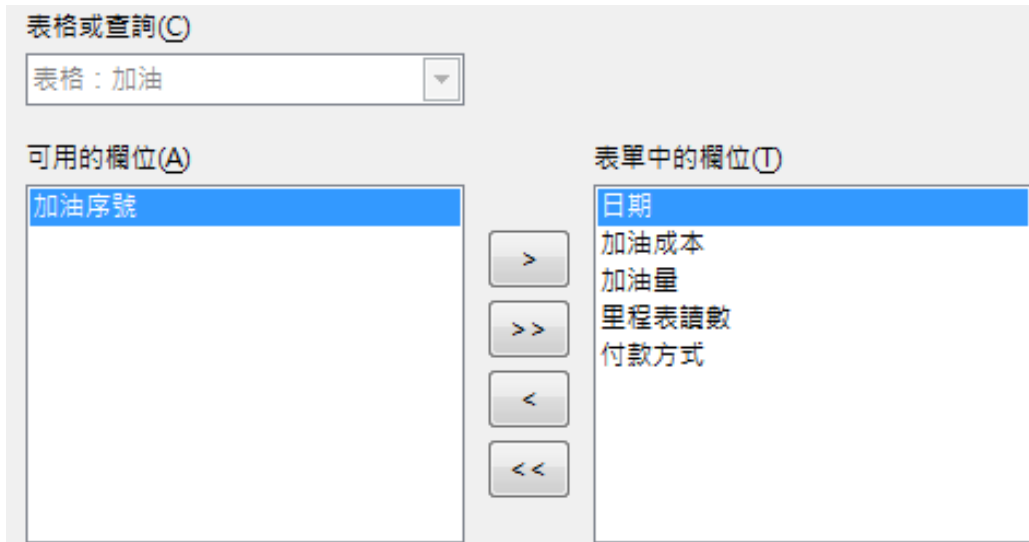 表格或查詢(C)
表格：加油
可用的欄位(A)
表單中的欄位(T)
加油序號
日期
加油成本
加油量
里程表讀數
付款方式
>
>>
<
<<